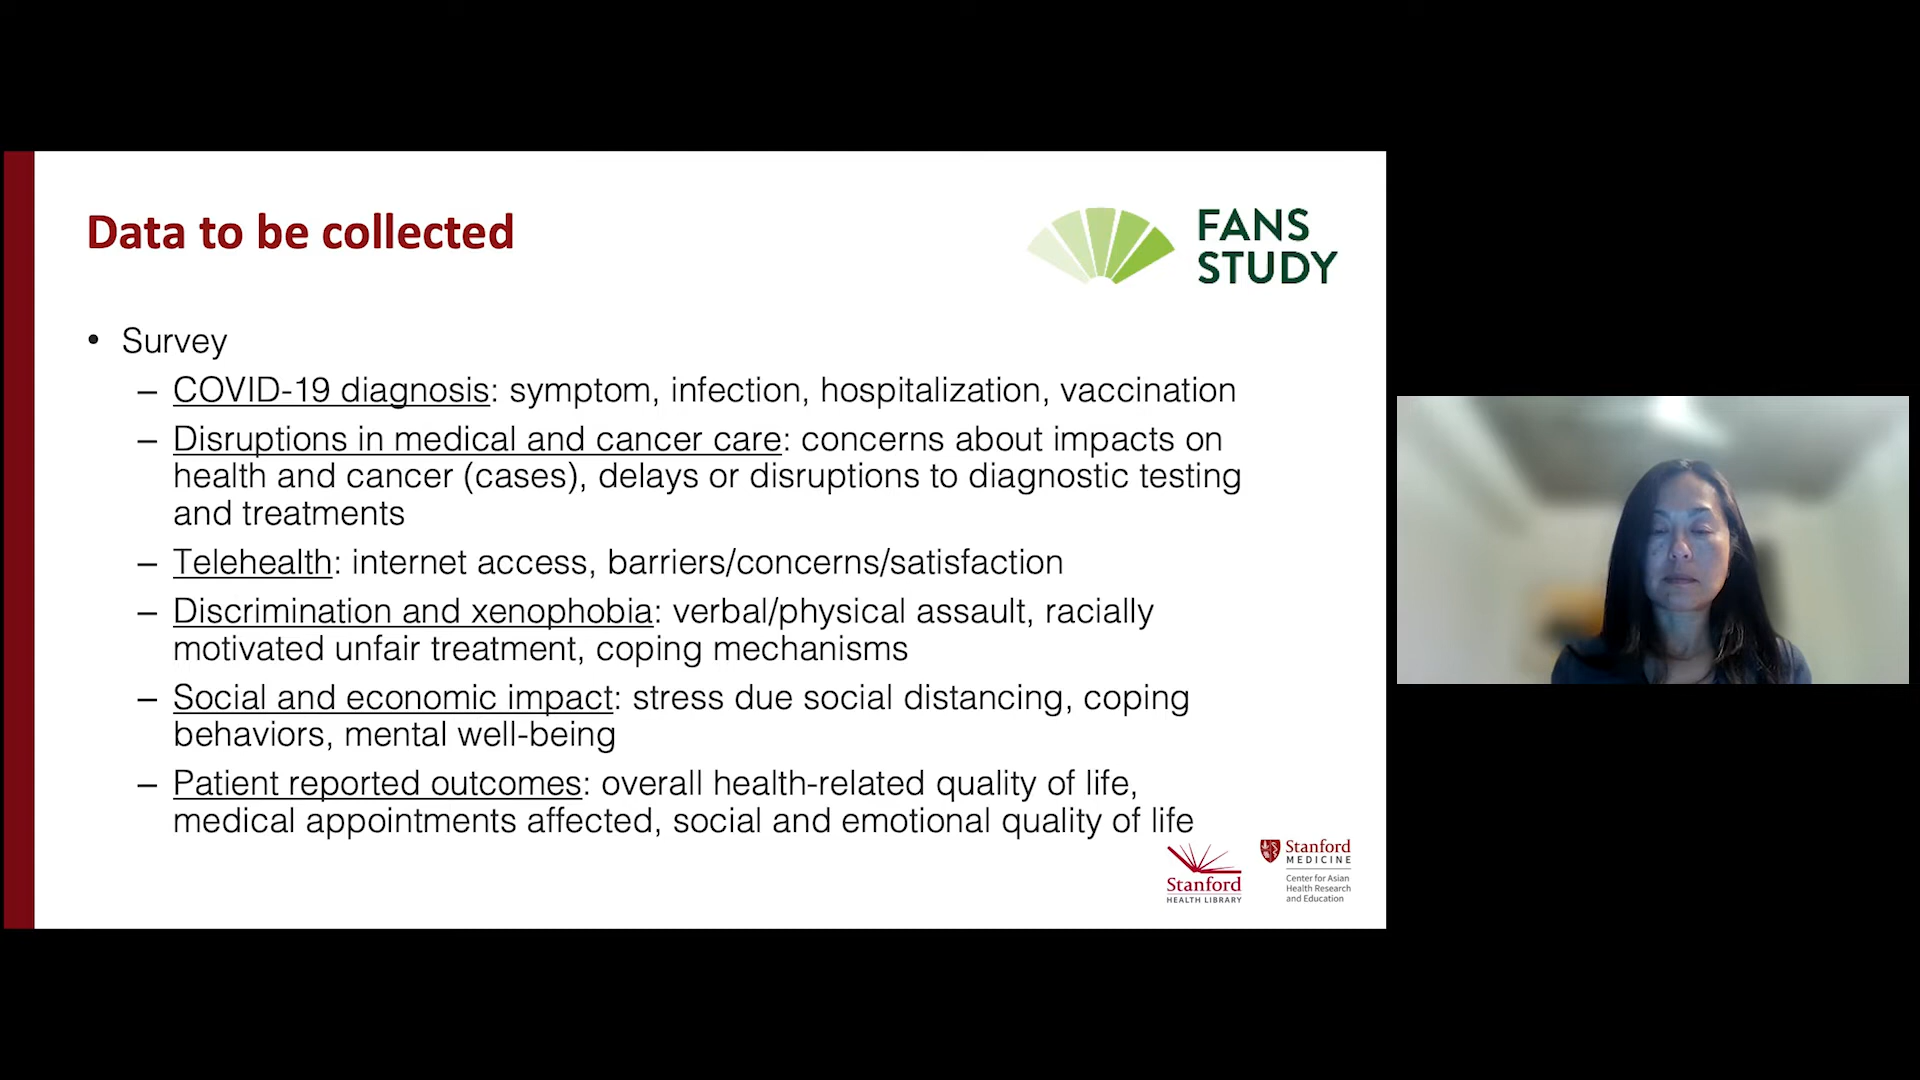 Data to be collected
FANS
STUDY
• Survey
– COVID-19 diagnosis: symptom, infection, hospitalization, vaccination
– Disruptions in medical and cancer care: concerns about impacts on
health and cancer (cases), delays or disruptions to diagnostic testing
and treatments
– Telehealth: internet access, barriers/concerns/satisfaction
– Discrimination and xenophobia: verbal/physical assault, racially
motivated unfair treatment, coping mechanisms
– Social and economic impact: stress due social distancing, coping
behaviors, mental well-being
– Patient reported outcomes: overall health-related quality of life,
medical appointments affected, social and emotional quality of life
Stanford
HEALTH LIBRARY
Stanford
MEDICINE
Center for Asian
Health Research
and Education